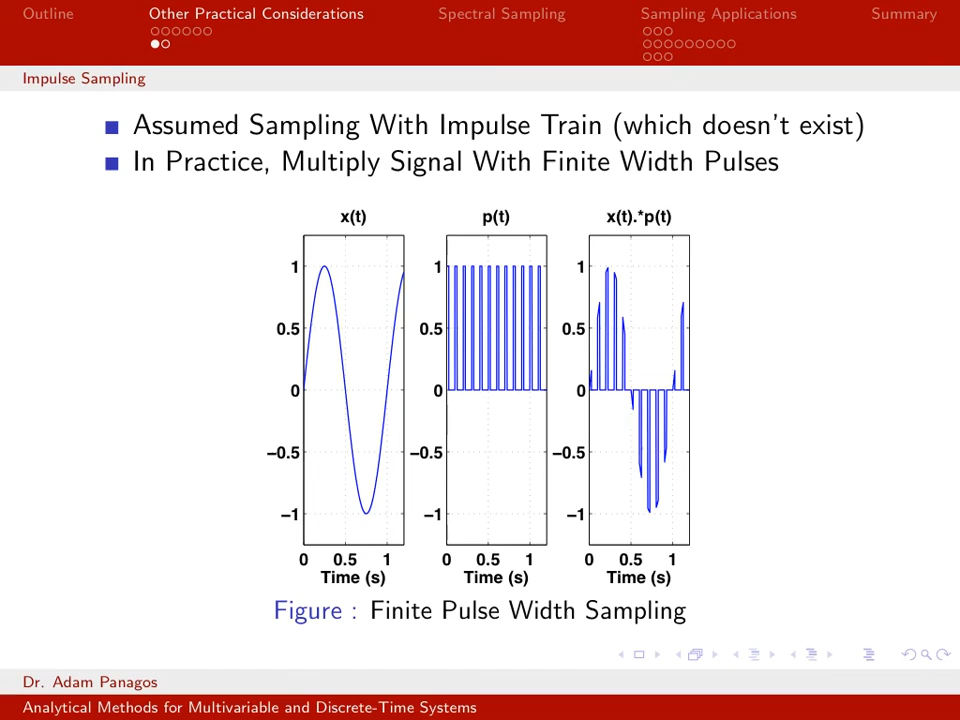 Outline Other Practical Considerations Spectral Sampling Sampling Applications Summary
Impulse Sampling
Assumed Sampling With Impulse Train (which doesn't exist)
In Practice, Multiply Signal With Finite Width Pulses
x(t) p(t) x(t).*p(t)
1 1 1
0.5 0.5 0.5
0 0 0
−0.5 −0.5 −0.5
−1 −1 −1
0 0.5 1 0 0.5 1 0 0.5 1
Time (s) Time (s) Time (s)
Figure : Finite Pulse Width Sampling
Dr. Adam Panagos
Analytical Methods for Multivariable and Discrete-Time Systems